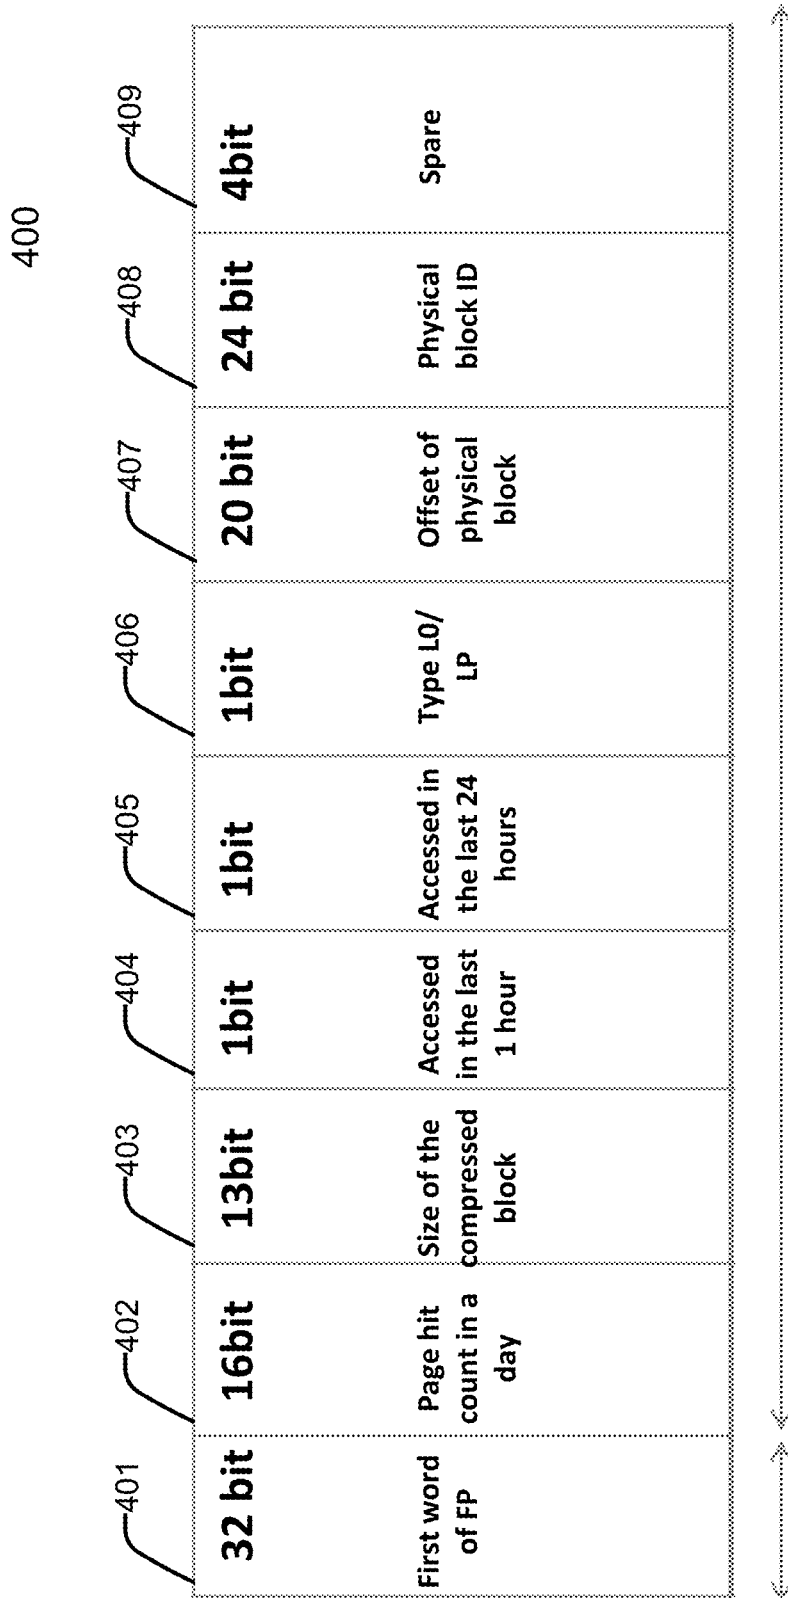 400
401
402
403
404
405
406
407
408
409
32 bit
16bit
13bit
1bit
1bit
1bit
20 bit
24 bit
4bit
First word
of FP
Page hit
count in a
day
Size of the
compressed
block
Accessed
in the last
1 hour
Accessed in
the last 24
hours
Type L0/
LP
Offset of
physical
block
Physical
block ID
Spare